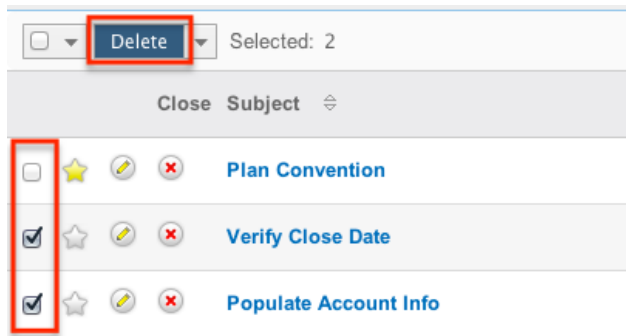 Delete Selected: 2
Close Subject
Plan Convention
Verify Close Date
Populate Account Info